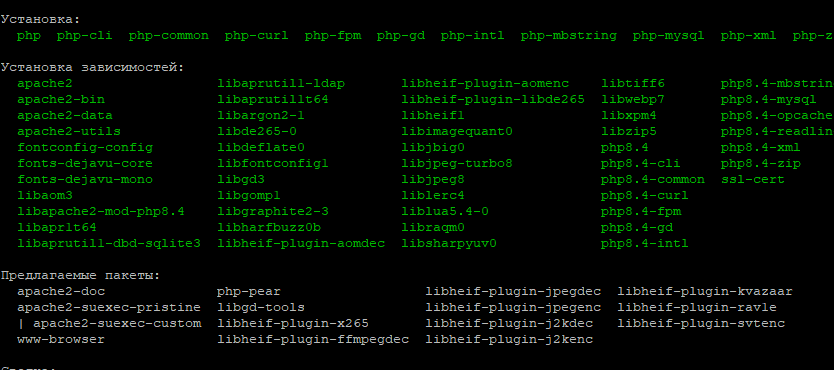 Установка:
php php-cli php-common php-curl php-fpm php-gd php-intl php-mbstring php-mysql php-xml php-z
Установка зависимостей:
apache2 libaprutil1-ldap libheif-plugin-aomenc libtiff6 php8.4-mbstrin
apache2-bin libaprutil1t64 libheif-plugin-libde265 libwebp7 php8.4-mysql
apache2-data libargon2-1 libheif1 libxpm4 php8.4-opcache
apache2-utils libde265-0 libimagequant0 libzip5 php8.4-readlin
fontconfig-config libdeflate0 libjbig0 php8.4 php8.4-xml
fonts-dejavu-core libfontconfig1 libjpeg-turbo8 php8.4-cli php8.4-zip
fonts-dejavu-mono libgd3 libjpeg8 php8.4-common ssl-cert
libaom3 libgomp1 liblerc4 php8.4-curl
libapache2-mod-php8.4 libgraphite2-3 liblua5.4-0 php8.4-fpm
libapr1t64 libharfbuzz0b libraqm0 php8.4-gd
libaprutil1-dbd-sqlite3 libheif-plugin-aomdec libsharpyuv0 php8.4-intl
Предлагаемые пакеты:
apache2-doc php-pear libheif-plugin-jpegdec libheif-plugin-kvazaar
apache2-suexec-pristine libgd-tools libheif-plugin-jpegenc libheif-plugin-rav1e
| apache2-suexec-custom libheif-plugin-x265 libheif-plugin-j2kdec libheif-plugin-svtenc
www-browser libheif-plugin-ffmpegdec libheif-plugin-j2kenc